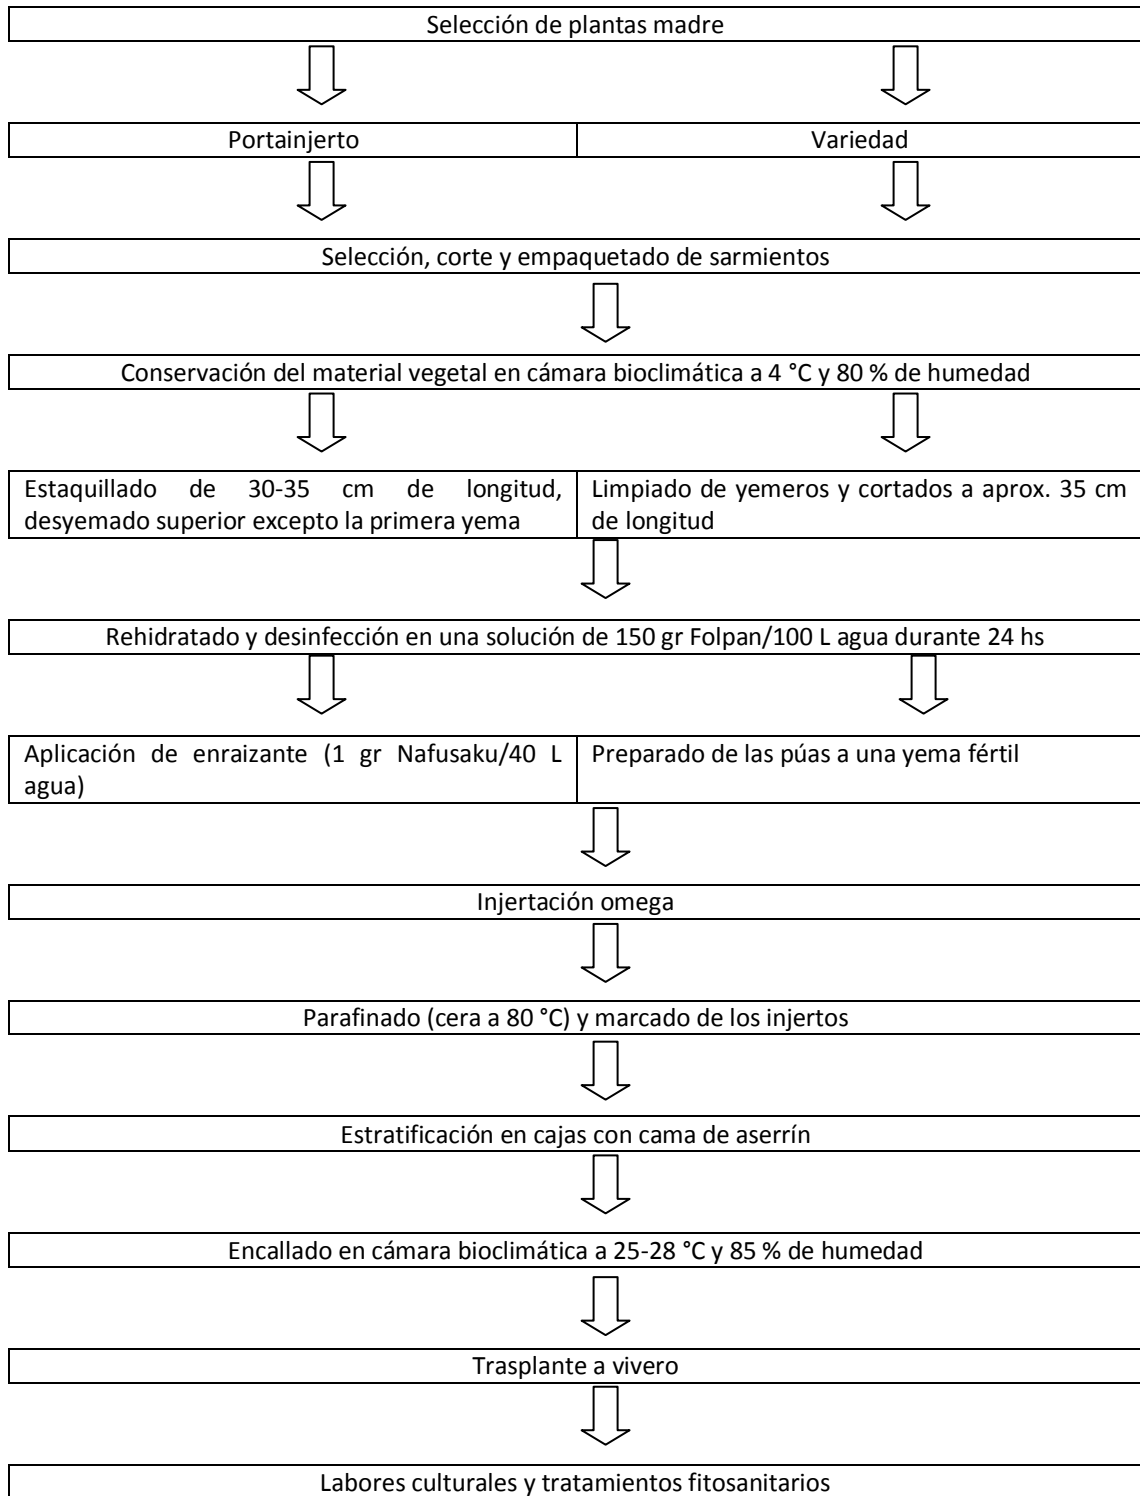 Selección de plantas madre
Portainjerto
Variedad
Selección, corte y empaquetado de sarmientos
Conservación del material vegetal en cámara bioclimática a 4 °C y 80 % de humedad
Estaquillado de 30-35 cm de longitud,
desyemado superior excepto la primera yema
Limpiado de yemeros y cortados a aprox. 35 cm
de longitud
Rehidratado y desinfección en una solución de 150 gr Folpan/100 L agua durante 24 hs
Aplicación de enraizante (1 gr Nafusaku/40 L
agua)
Preparado de las púas a una yema fértil
Injertación omega
Parafinado (cera a 80 °C) y marcado de los injertos
Estratificación en cajas con cama de aserrín
Encallado en cámara bioclimática a 25-28 °C y 85 % de humedad
Trasplante a vivero
Labores culturales y tratamientos fitosanitarios